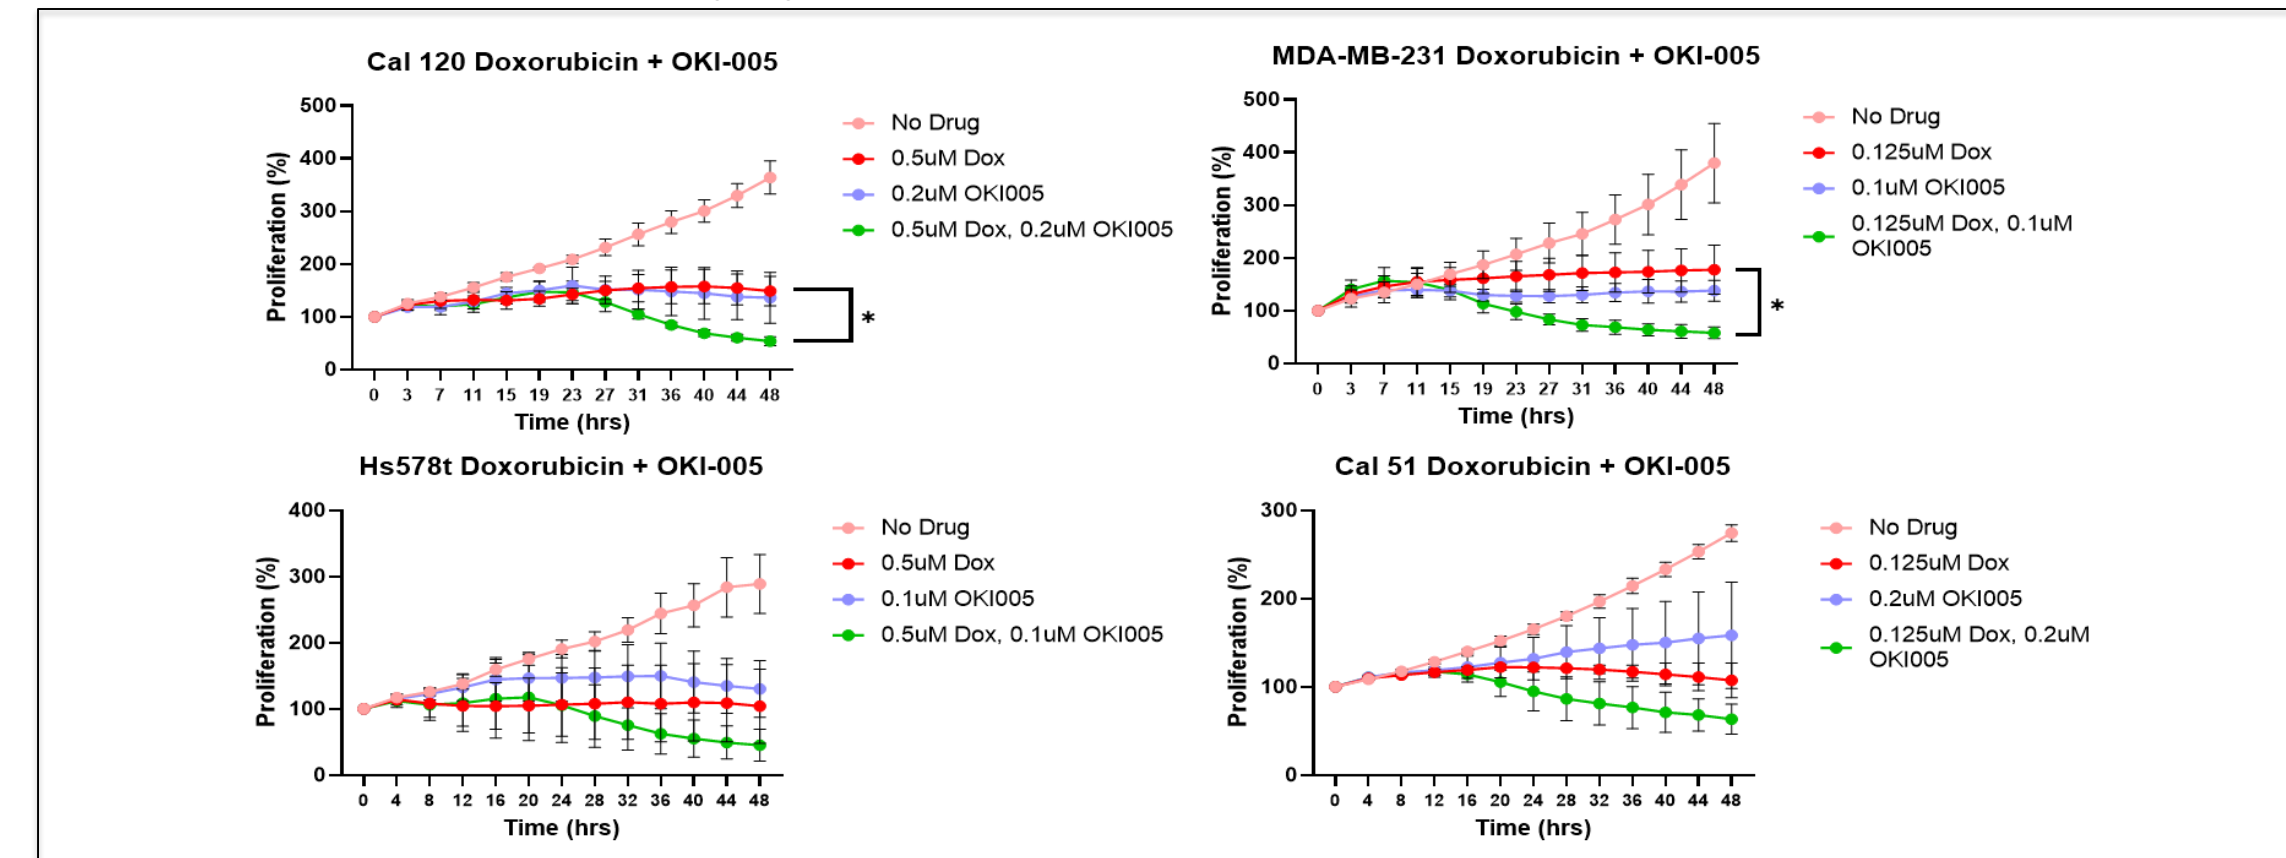 Cal 120 Doxorubicin + OKI-005
500
400
300
200
100
0
Proliferation (%)
0 3 7 11 15 19 23 27 31 36 40 44 48
Time (hrs)
No Drug
0.5uM Dox
0.2uM OKI005
0.5uM Dox, 0.2uM OKI005
*
MDA-MB-231 Doxorubicin + OKI-005
500
400
300
200
100
0
Proliferation (%)
0 3 7 11 15 19 23 27 31 36 40 44 48
Time (hrs)
No Drug
0.125uM Dox
0.1uM OKI005
0.125uM Dox, 0.1uM
OKI005
*
Hs578t Doxorubicin + OKI-005
400
300
200
100
0
Proliferation (%)
0 4 8 12 16 20 24 28 32 36 40 44 48
Time (hrs)
No Drug
0.5uM Dox
0.1uM OKI005
0.5uM Dox, 0.1uM OKI005
Cal 51 Doxorubicin + OKI-005
300
200
100
0
Proliferation (%)
0 4 8 12 16 20 24 28 32 36 40 44 48
Time (hrs)
No Drug
0.125uM Dox
0.2uM OKI005
0.125uM Dox, 0.2uM
OKI005